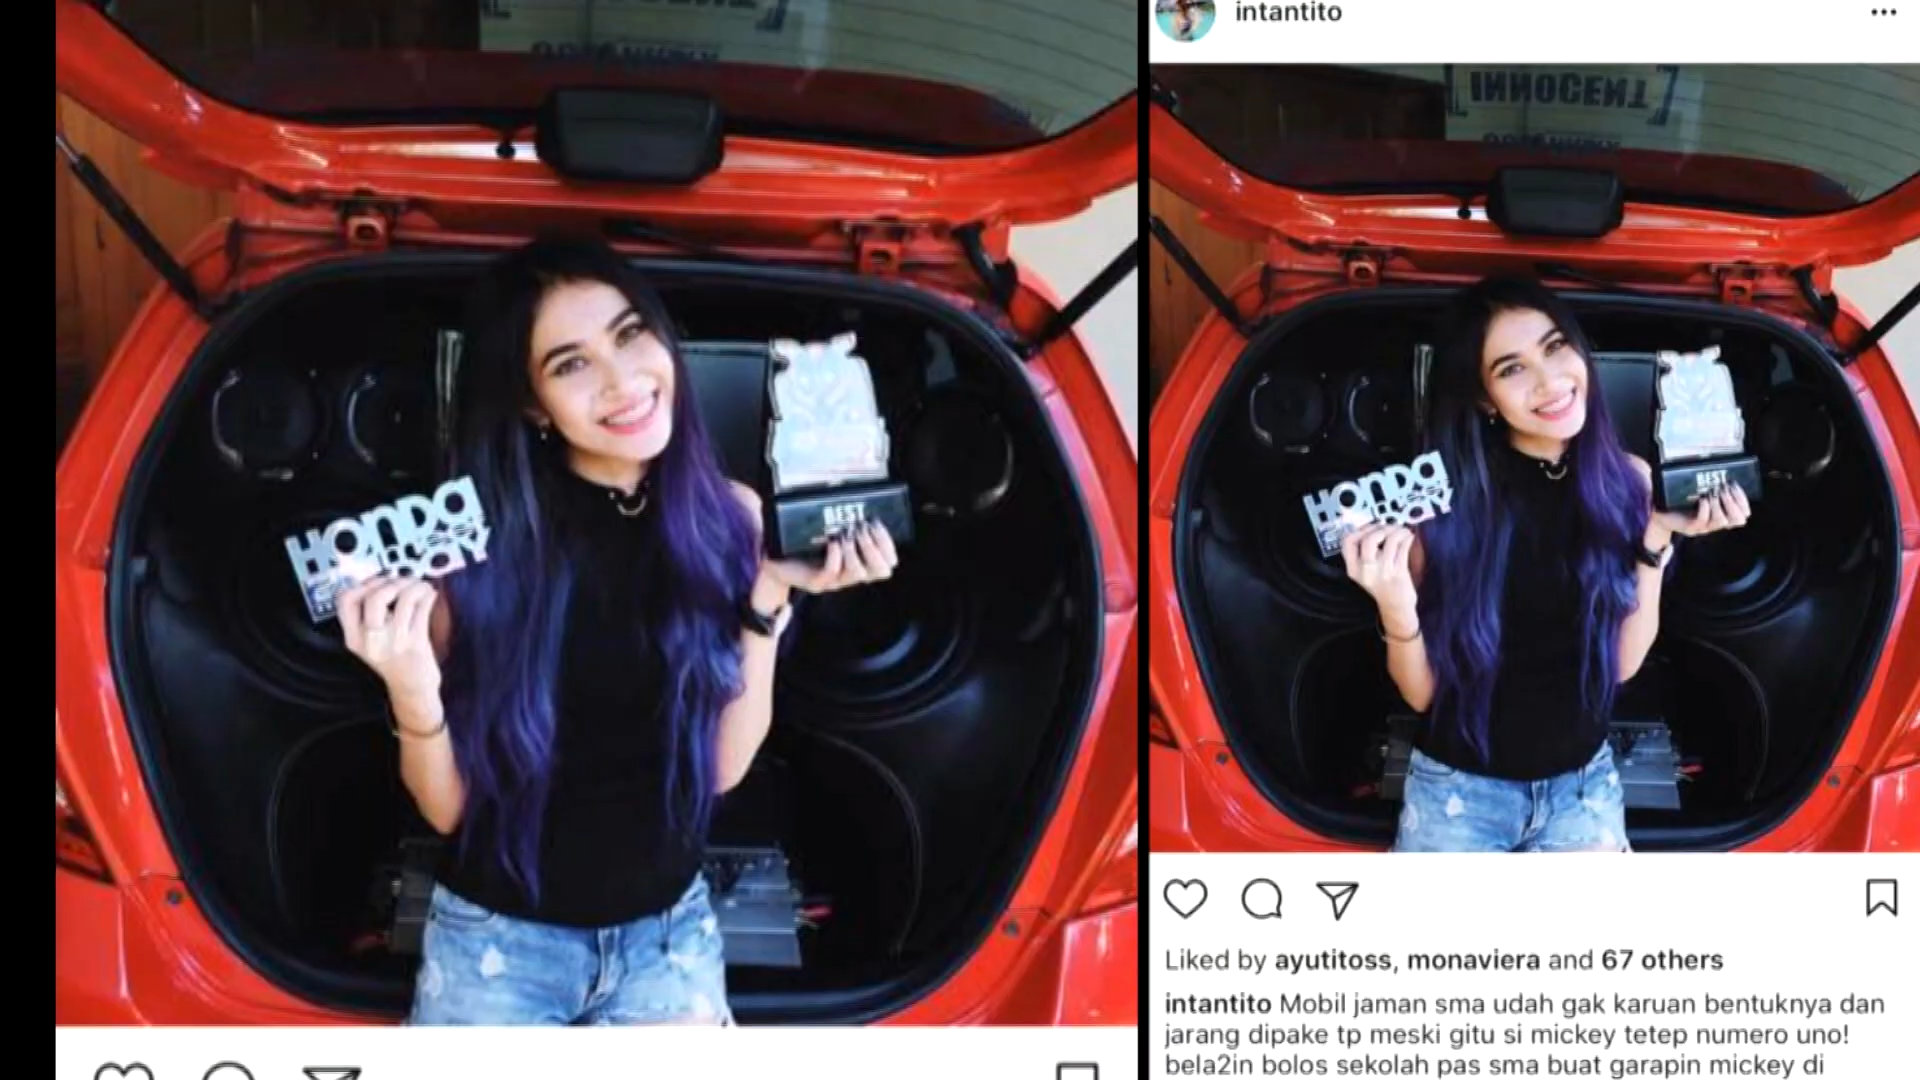 HONDA
DAY
BEST
intantito
INNOCENT
HONDA
DAY
BEST
Liked by ayutitoss, monaviera and 67 others
intantito Mobil jaman sma udah gak karuan bentuknya dan
jarang dipake tp meski gitu si mickey tetep numero uno!
bela2in bolos sekolah pas sma buat garapin mickey di